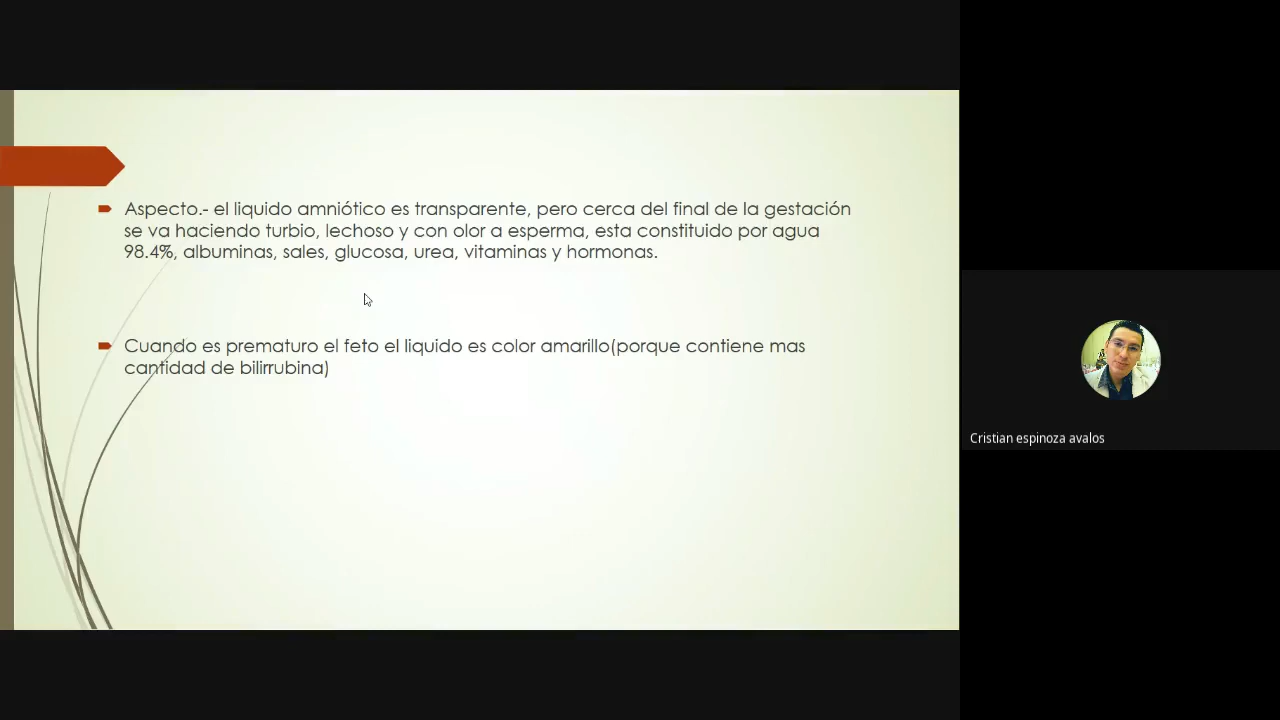 Aspecto.- el liquido amniótico es transparente, pero cerca del final de la gestación
se va haciendo turbio, lechoso y con olor a esperma, esta constituido por agua
98.4%, albuminas, sales, glucosa, urea, vitaminas y hormonas.
Cuando es prematuro el feto el liquido es color amarillo(porque contiene mas
cantidad de bilirrubina)
Cristian espinoza avalos